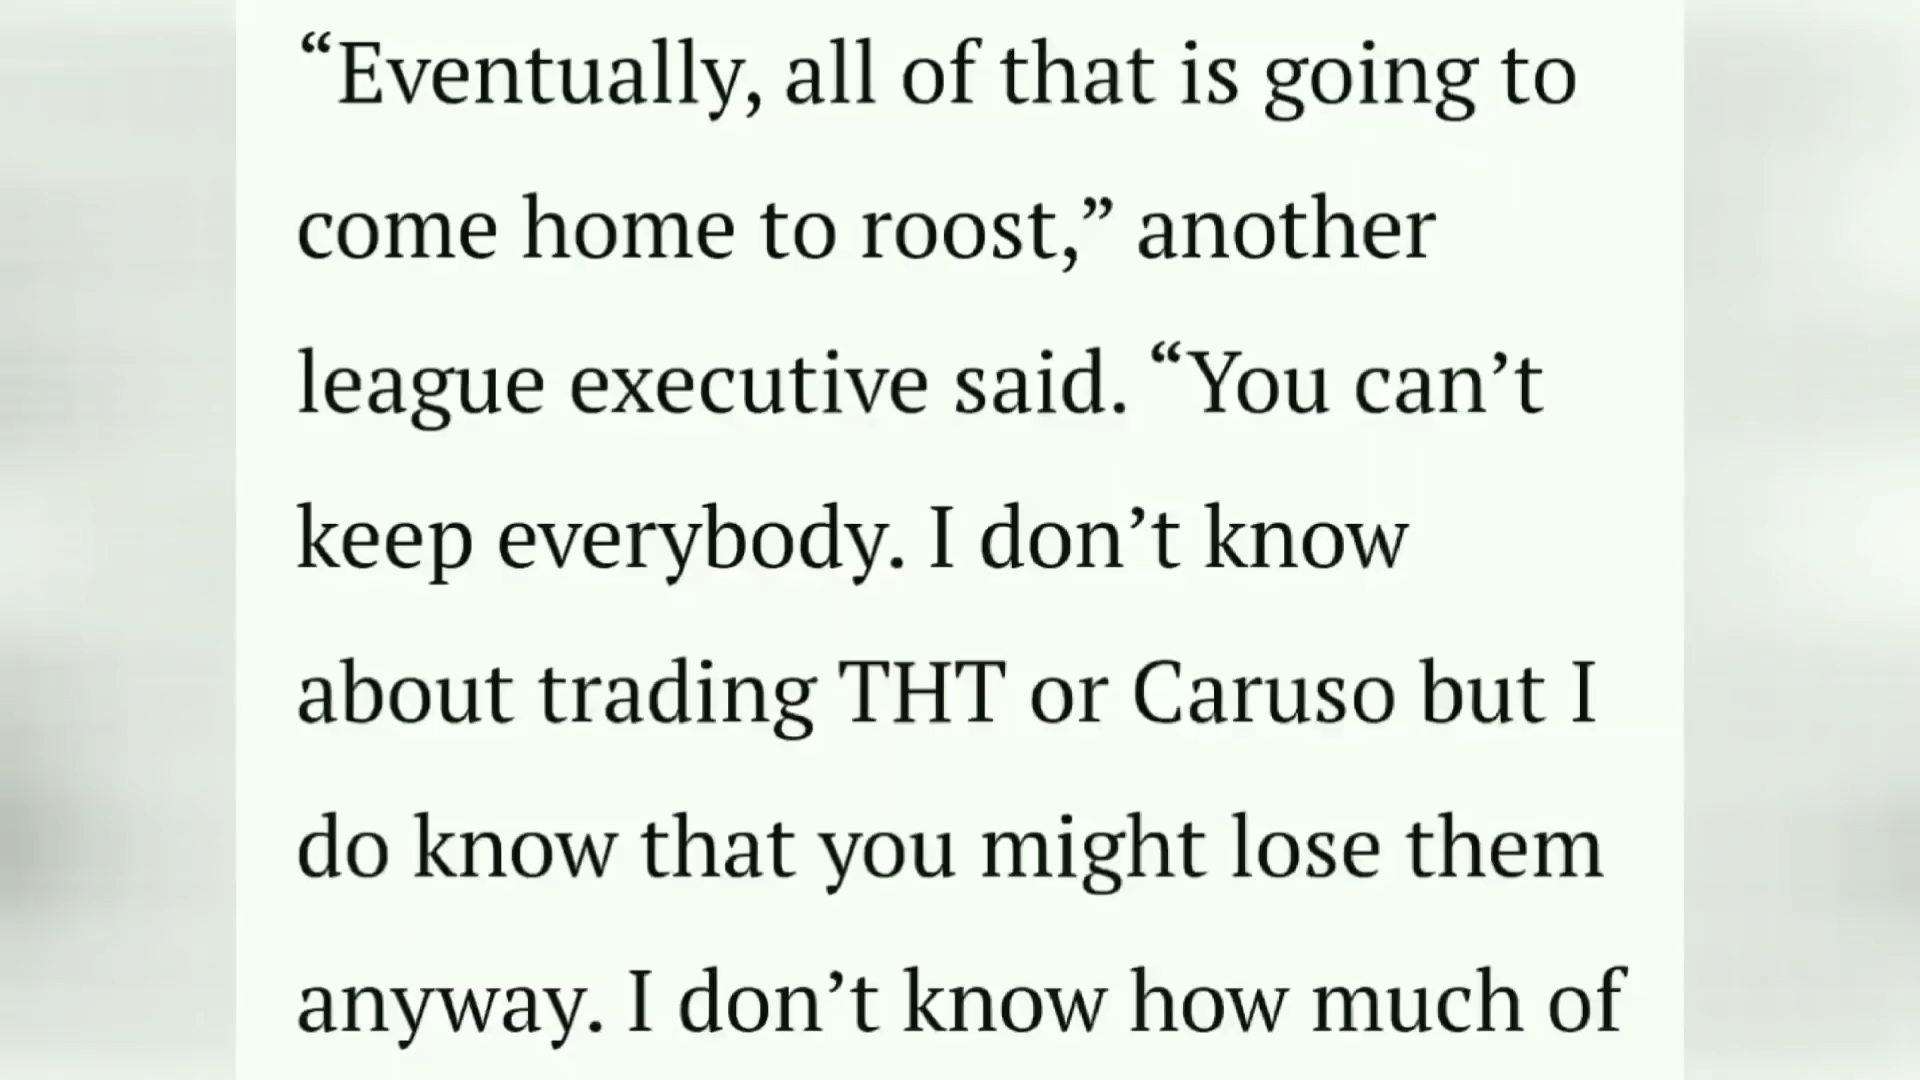 “Eventually, all of that is going to
come home to roost,” another
league executive said. “You can’t
keep everybody. I don’t know
about trading THT or Caruso but I
do know that you might lose them
anyway. I don’t know how much of